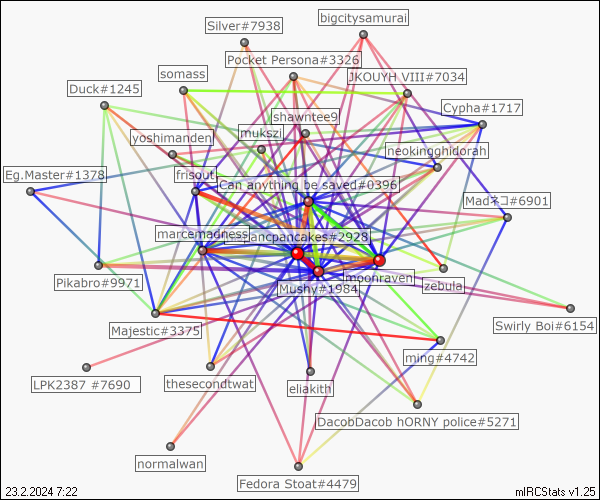 bigcitysamurai
Silver#7938
Pocket Persona#3326
somass
JKOUYH VIII#7034
Duck#1245
Cypha#1717
shawntee9
mukszi
yoshimanden
neokingghidorah
Eg.Master#1378
frisout
Can anything be saved#0396
Madネコ#6901
marcemadness
ancpancakes#2928
moonraven
Pikabro#9971
Mushy#1984
zebula
Majestic#3375
Swirly Boi#6154
ming#4742
LPK2387 #7690
thesecondtwat
eliakith
DacobDacob hORNY police#5271
normalwan
Fedora Stoat#4479
23.2.2024 7:22
mIRCStats v1.25